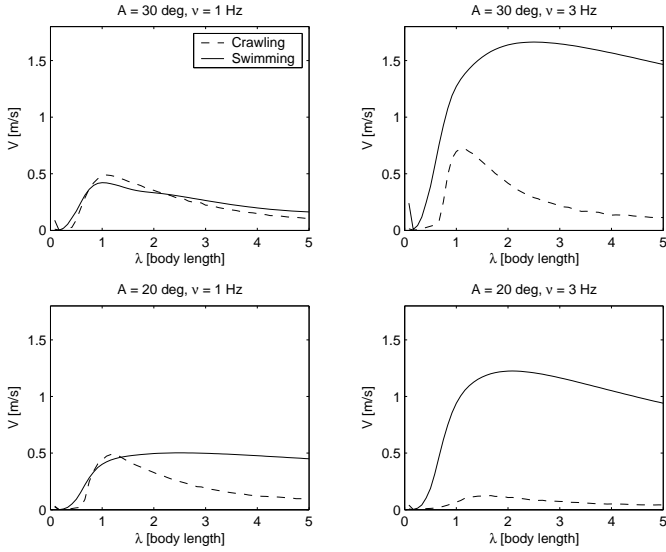 A = 30 deg, ν = 1 Hz
1.5
1
0.5
0
V [m/s]
Crawling
Swimming
0 1 2 3 4 5
λ [body length]
A = 30 deg, ν = 3 Hz
1.5
1
0.5
0
V [m/s]
0 1 2 3 4 5
λ [body length]
A = 20 deg, ν = 1 Hz
1.5
1
0.5
0
V [m/s]
0 1 2 3 4 5
λ [body length]
A = 20 deg, ν = 3 Hz
1.5
1
0.5
0
V [m/s]
0 1 2 3 4 5
λ [body length]